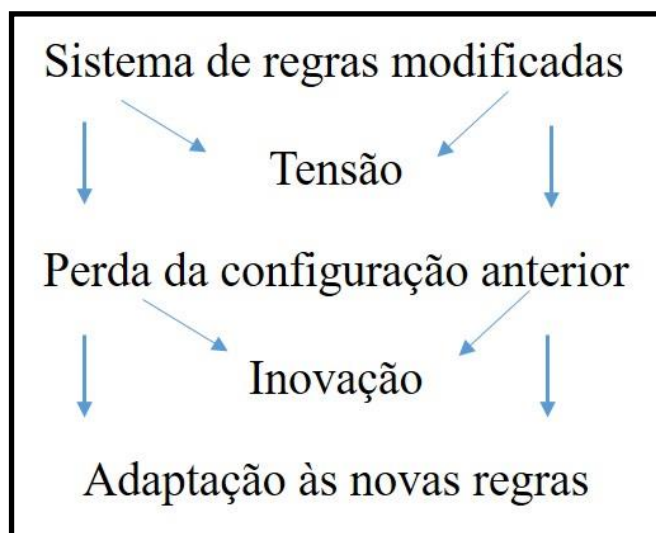 Sistema de regras modificadas
Tensão
Perda da configuração anterior
Inovação
Adaptação às novas regras